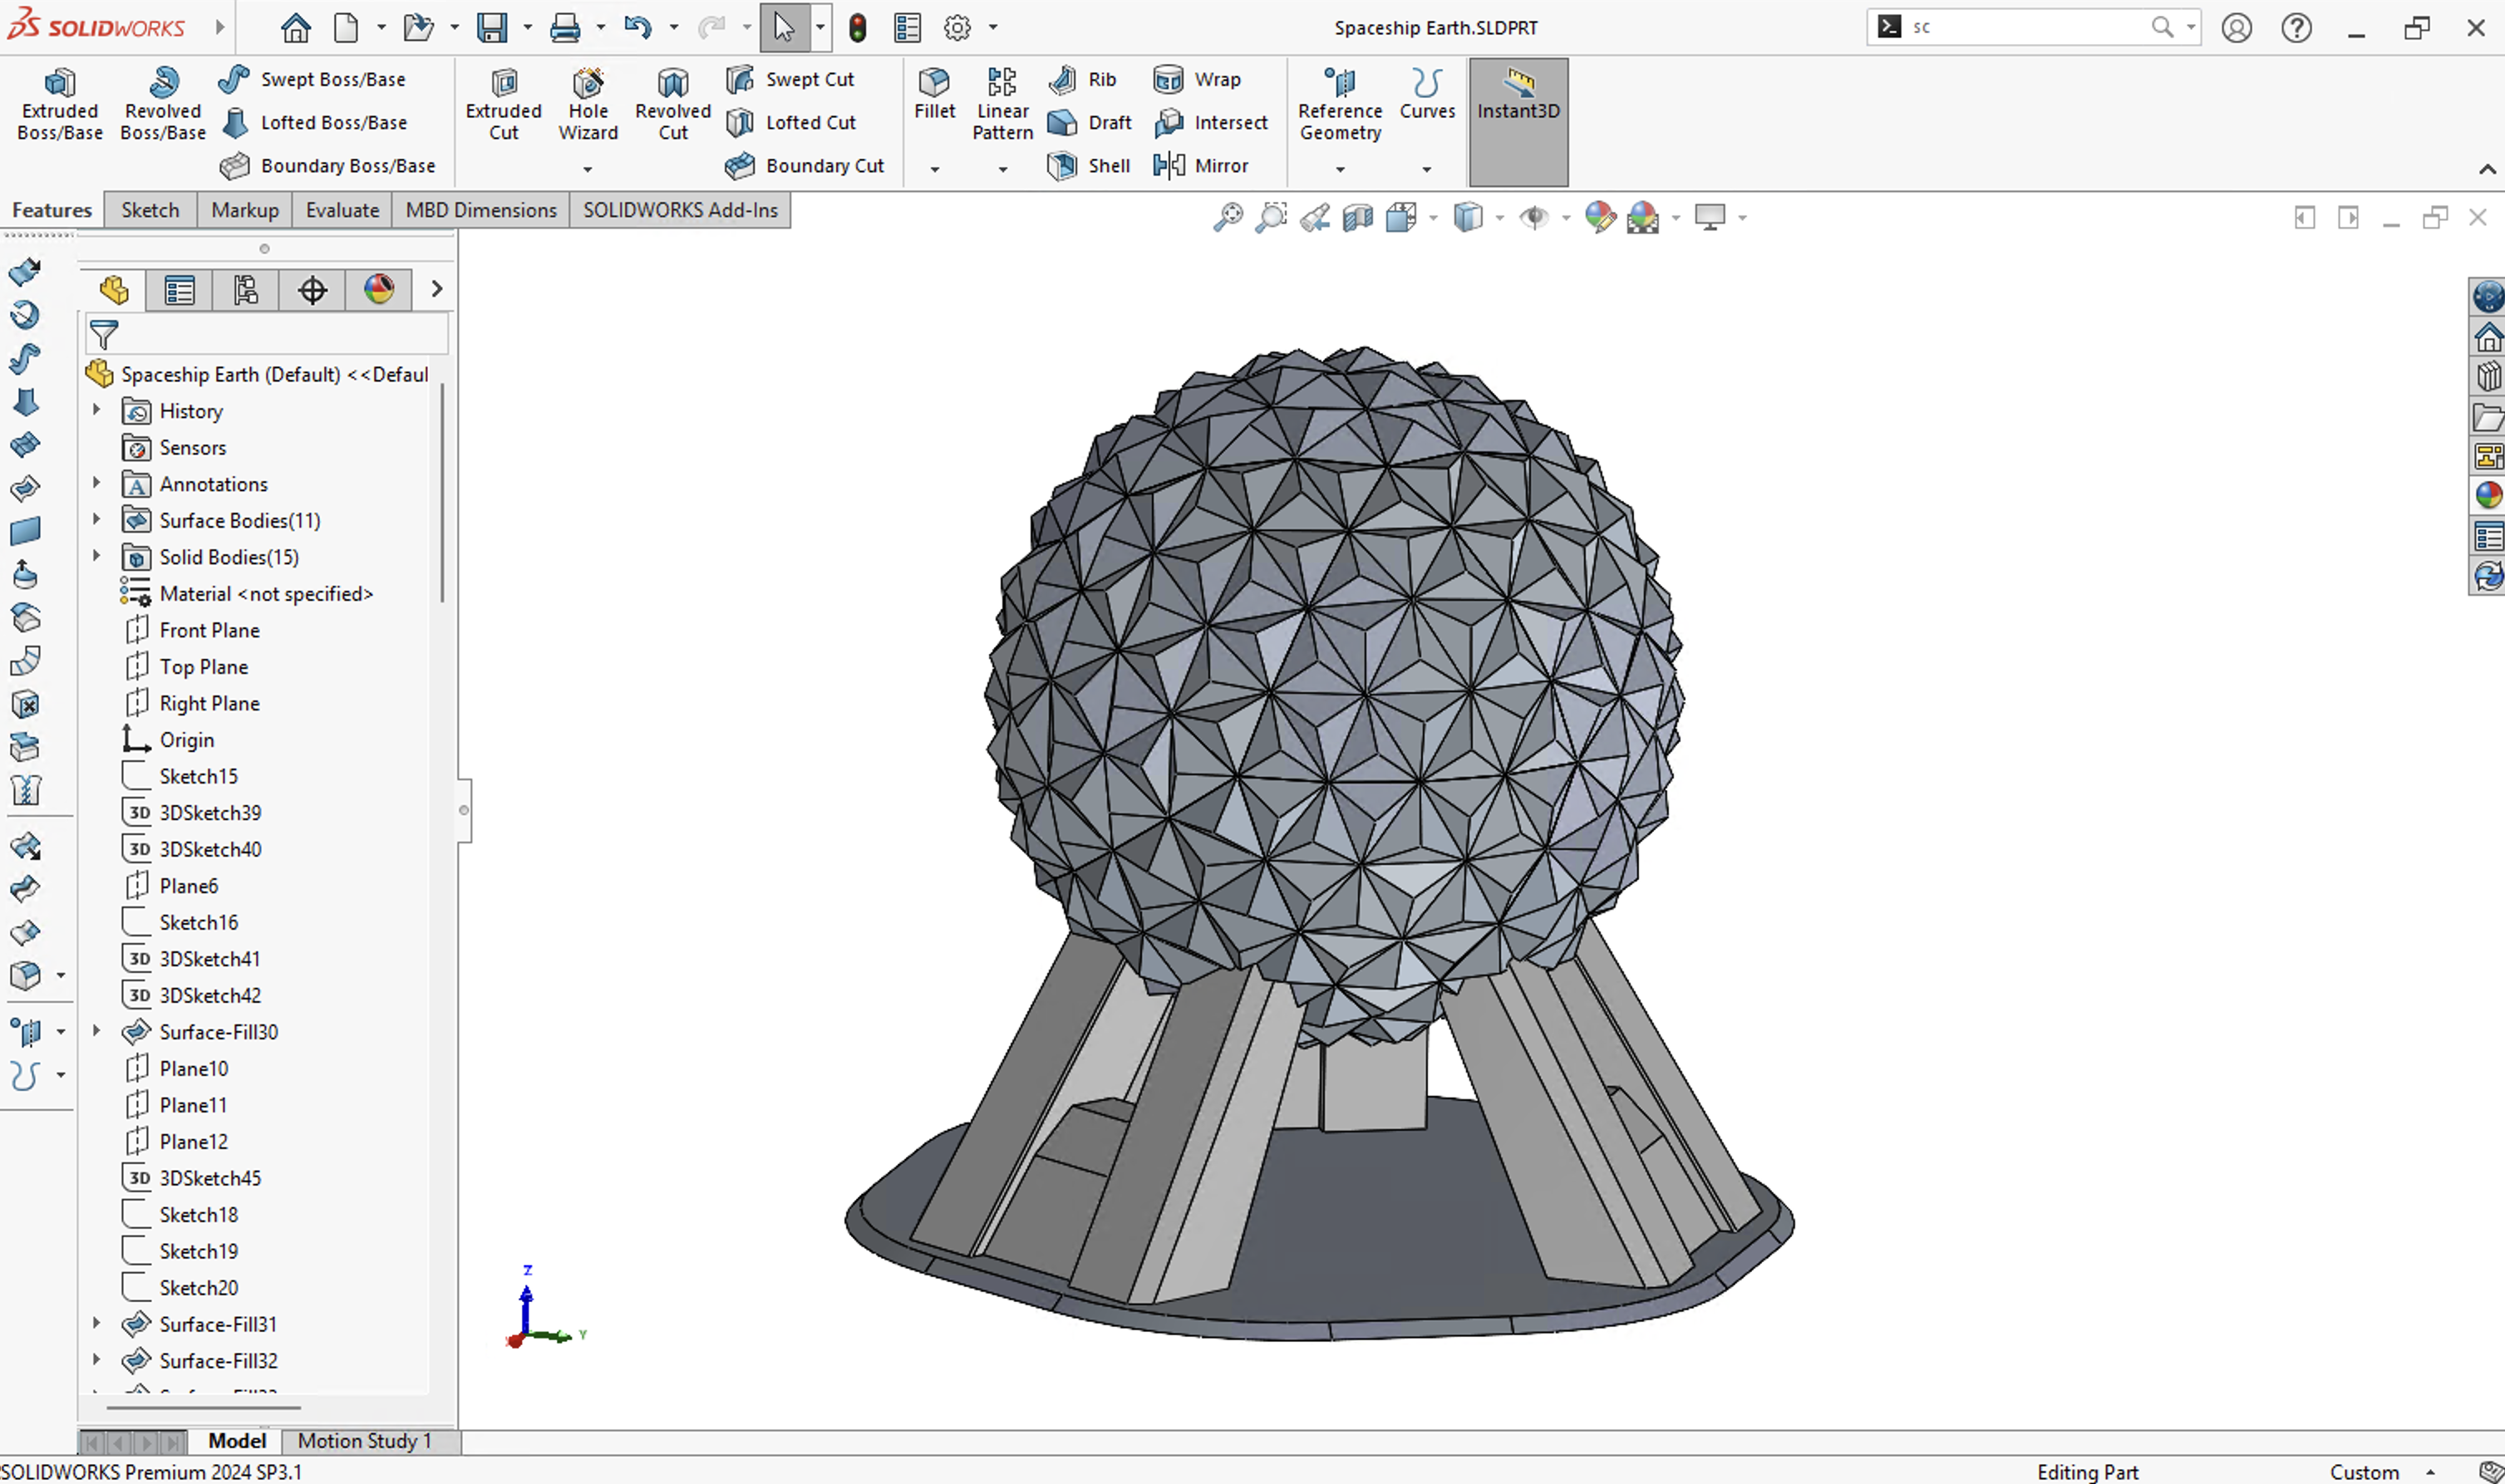 SOLIDWORKS
Spaceship Earth.SLDPRT
sc
Extruded Boss/Base
Revolved Boss/Base
Swept Boss/Base
Lofted Boss/Base
Boundary Boss/Base
Extruded Cut
Hole Wizard
Revolved Cut
Swept Cut
Lofted Cut
Boundary Cut
Fillet
Linear Pattern
Rib
Draft
Shell
Wrap
Intersect
Mirror
Reference Geometry
Curves
Instant3D
Features
Sketch
Markup
Evaluate
MBD Dimensions
SOLIDWORKS Add-Ins
Spaceship Earth (Default) <<Defaul
History
Sensors
Annotations
Surface Bodies(11)
Solid Bodies(15)
Material <not specified>
Front Plane
Top Plane
Right Plane
Origin
Sketch15
3D 3DSketch39
3D 3DSketch40
Plane6
Sketch16
3D 3DSketch41
3D 3DSketch42
Surface-Fill30
Plane10
Plane11
Plane12
3D 3DSketch45
Sketch18
Sketch19
Sketch20
Surface-Fill31
Surface-Fill32
Z
Y
Model
Motion Study 1
SOLIDWORKS Premium 2024 SP3.1
Editing Part
Custom